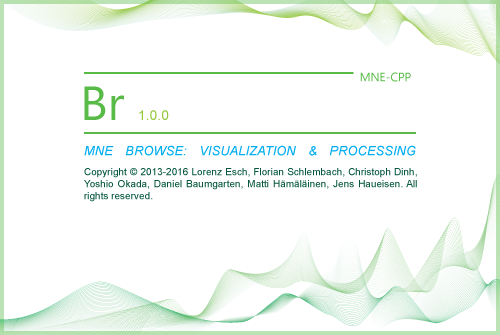 MNE-CPP
Br 1.0.0
MNE BROWSE: VISUALIZATION & PROCESSING
Copyright © 2013-2016 Lorenz Esch, Florian Schlembach, Christoph Dinh,
Yoshio Okada, Daniel Baumgarten, Matti Hämäläinen, Jens Haueisen. All
rights reserved.